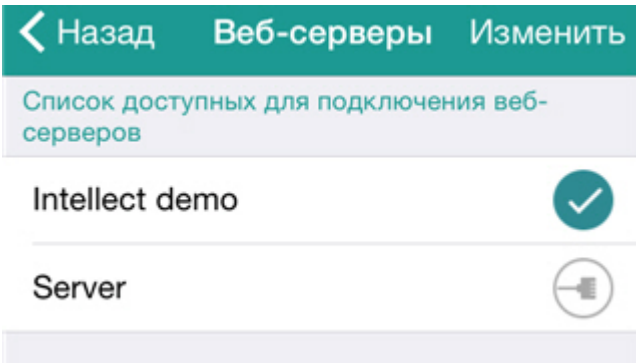 Назад Веб-серверы Изменить
Список доступных для подключения веб-
серверов
Intellect demo
Server